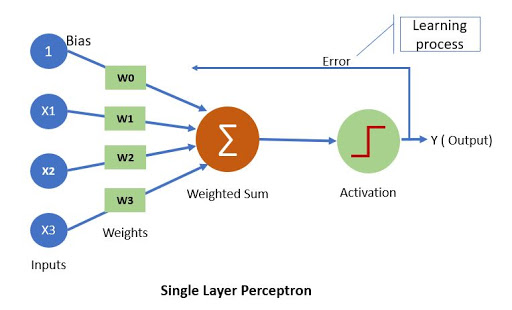 Learning
process
Bias
1
Error
W0
X1
W1
Σ
Y ( Output)
X2
W2
Weighted Sum
Activation
W3
X3
Weights
Inputs
Single Layer Perceptron